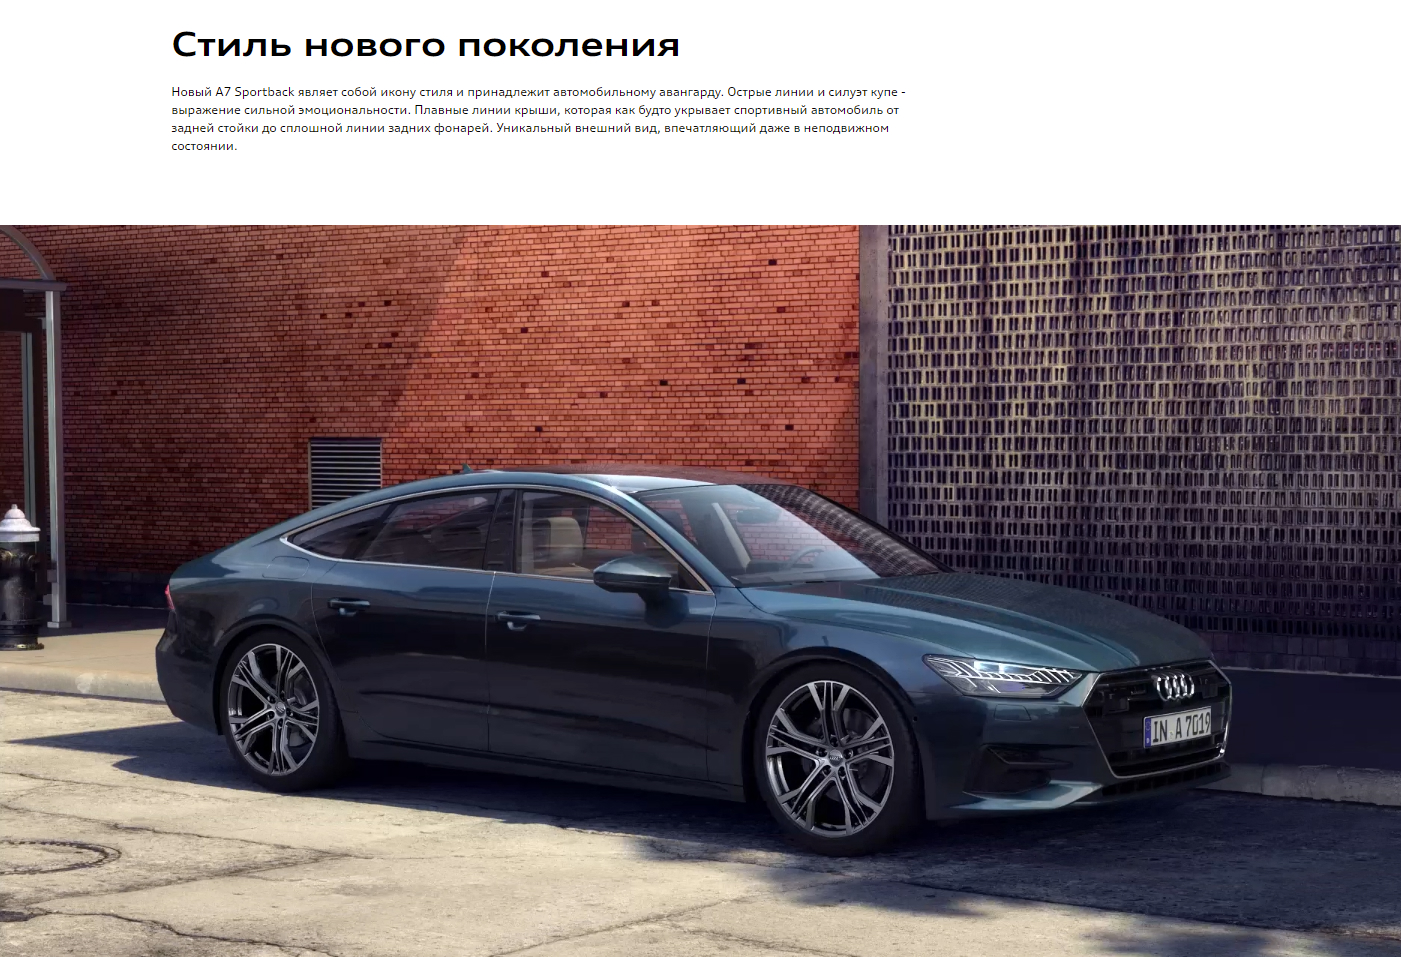 Стиль нового поколения
Новый A7 Sportback являет собой икону стиля и принадлежит автомобильному авангарду. Острые линии и силуэт купе -
выражение сильной эмоциональности. Плавные линии крыши, которая как будто укрывает спортивный автомобиль от
задней стойки до сплошной линии задних фонарей. Уникальный внешний вид, впечатляющий даже в неподвижном
состоянии.
IN A 7019